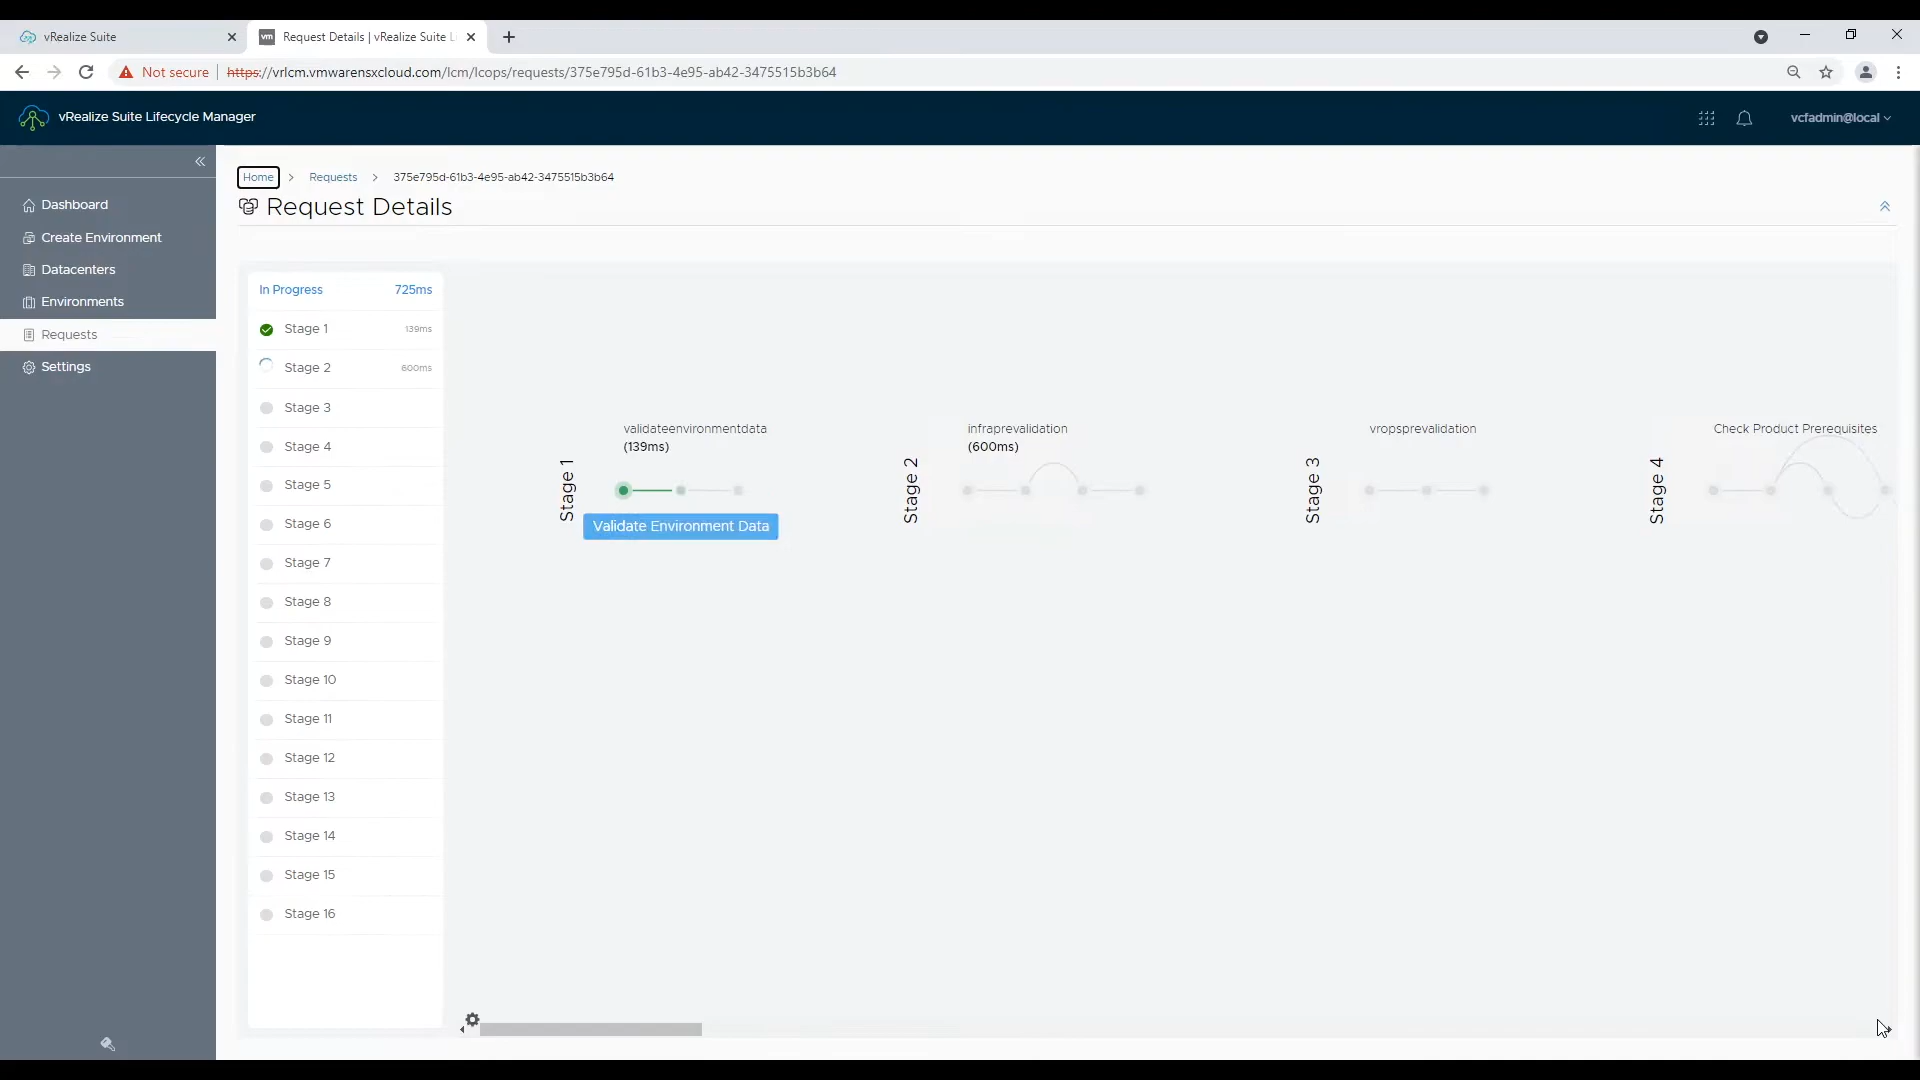 vRealize Suite
Request Details | vRealize Suite L
Not secure
https://vrlcm.vmwarensxcloud.com/lcm/lcops/requests/375e795d-61b3-4e95-ab42-3475515b3b64
vRealize Suite Lifecycle Manager
vcfadmin@local
Dashboard
Create Environment
Datacenters
Environments
Requests
Settings
Home > Requests > 375e795d-61b3-4e95-ab42-3475515b3b64
Request Details
In Progress 725ms
Stage 1 139ms
Stage 2 600ms
Stage 3
Stage 4
Stage 5
Stage 6
Stage 7
Stage 8
Stage 9
Stage 10
Stage 11
Stage 12
Stage 13
Stage 14
Stage 15
Stage 16
Stage 1
validateenvironmentdata
(139ms)
Validate Environment Data
Stage 2
infraprevalidation
(600ms)
Stage 3
vropsprevalidation
Stage 4
Check Product Prerequisites